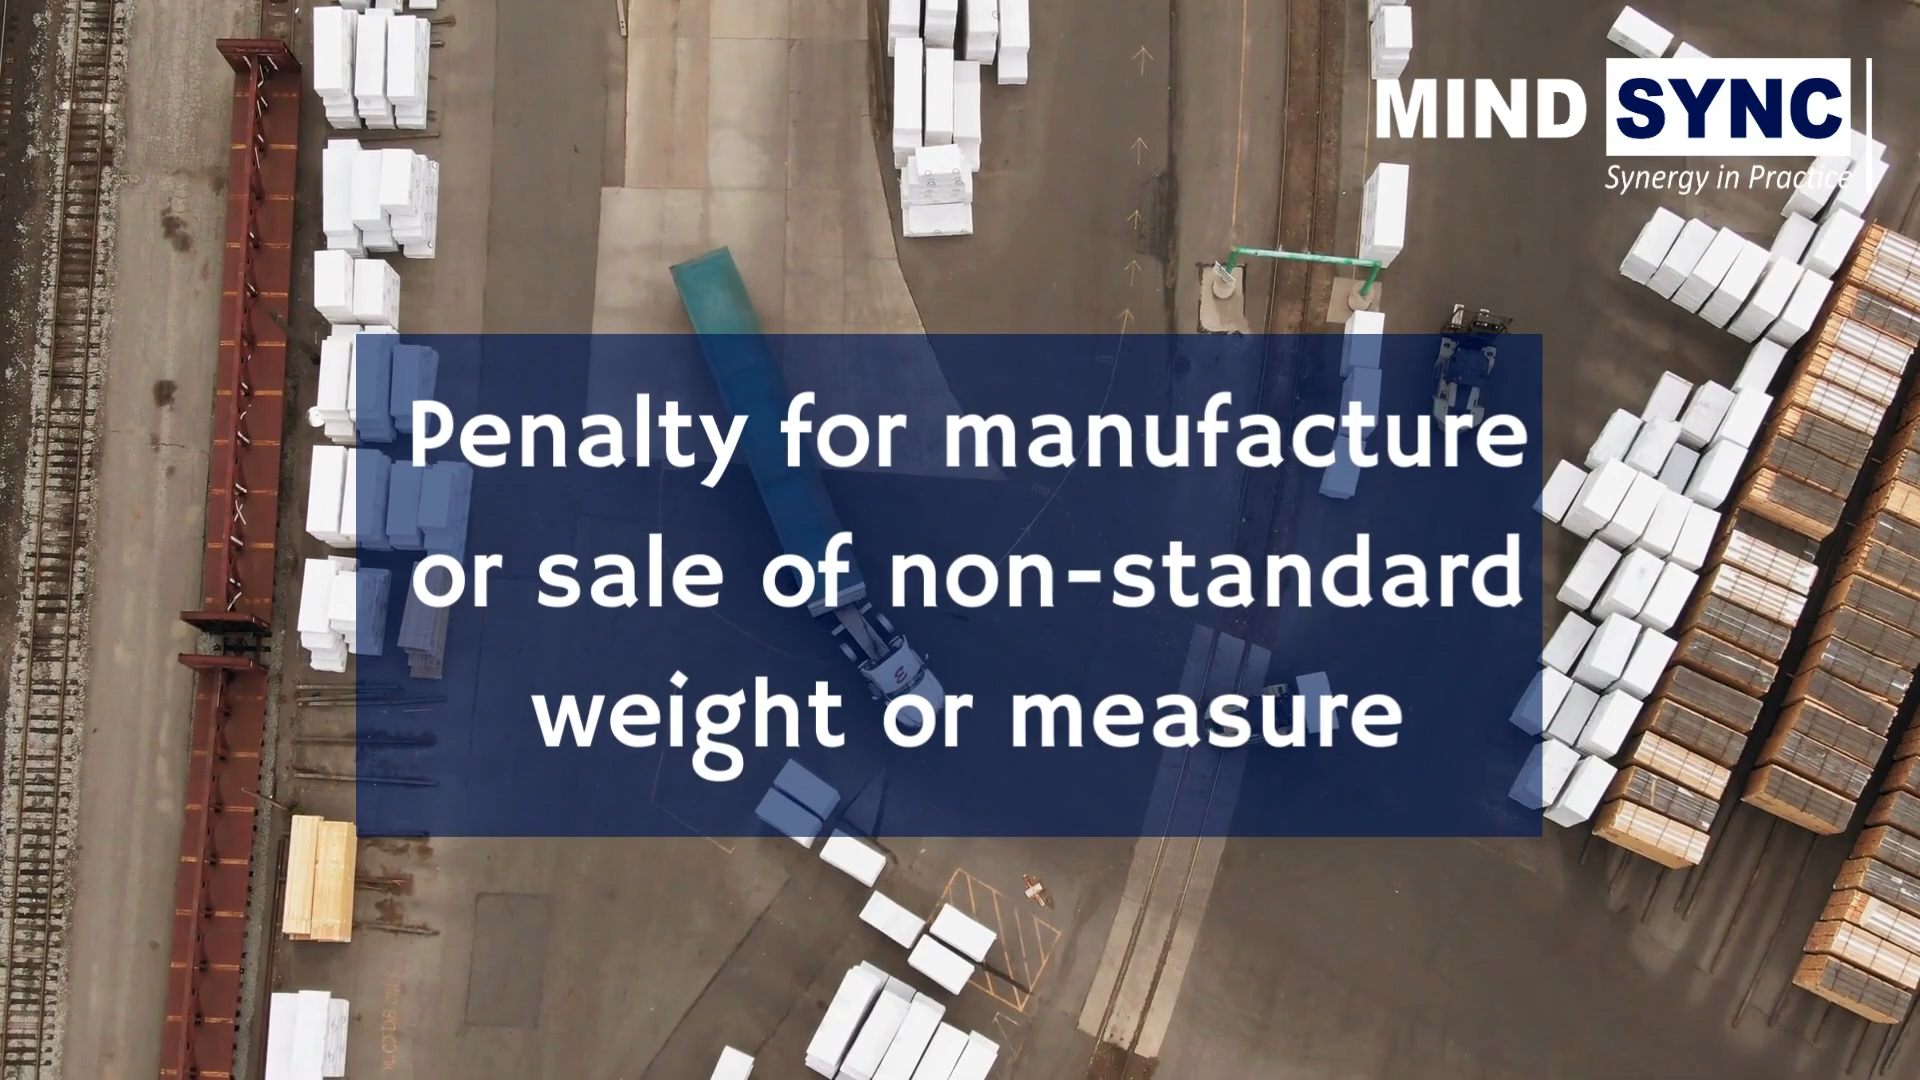 MIND SYNC
Synergy in Practice
Penalty for manufacture
or sale of non-standard
weight or measure